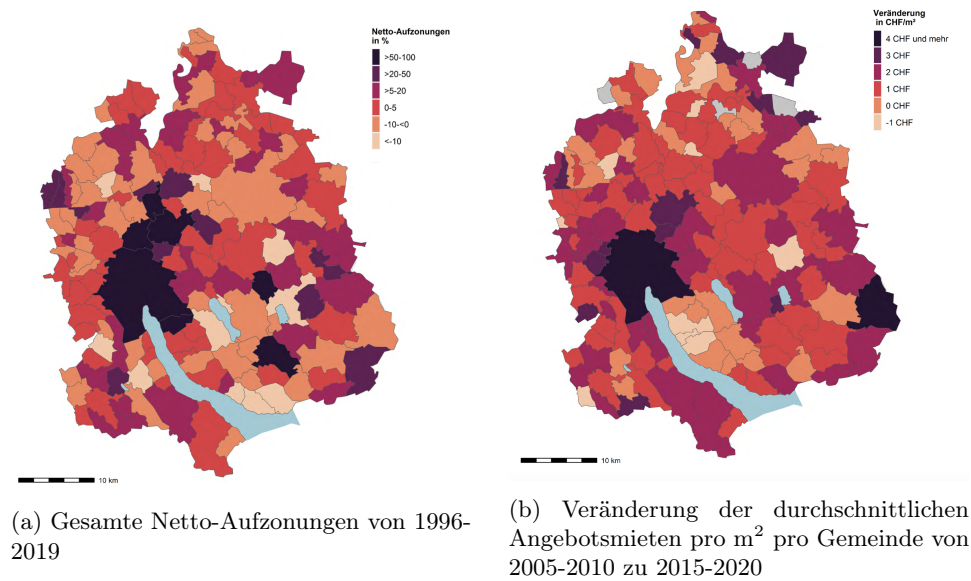 Netto-Aufzonungen
in %
>50-100
>20-50
>5-20
0-5
-10-<0
<-10
10 km
(a) Gesamte Netto-Aufzonungen von 1996-
2019
Veränderung
in CHF/m²
4 CHF und mehr
3 CHF
2 CHF
1 CHF
0 CHF
-1 CHF
10 km
(b) Veränderung der durchschnittlichen
Angebotsmieten pro m² pro Gemeinde von
2005-2010 zu 2015-2020